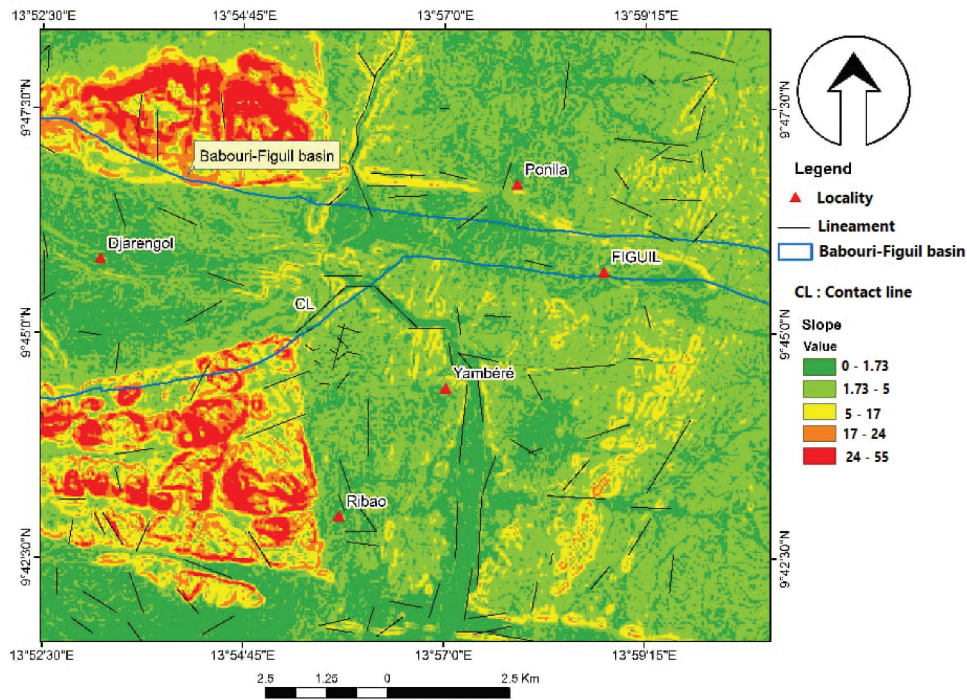 13°52'30"E 13°54'45"E 13°57'0"E 13°59'15"E
9°47'30"N 9°47'30"N
Babouri-Figuil basin
Ponila
Djarengol
FIGUIL
CL
9°45'0"N 9°45'0"N
Yambéré
Ribao
9°42'30"N 9°42'30"N
13°52'30"E 13°54'45"E 13°57'0"E 13°59'15"E
2.5 1.25 0 2.5 Km
Legend
Locality
Lineament
Babouri-Figuil basin
CL : Contact line
Slope
Value
0 - 1.73
1.73 - 5
5 - 17
17 - 24
24 - 55